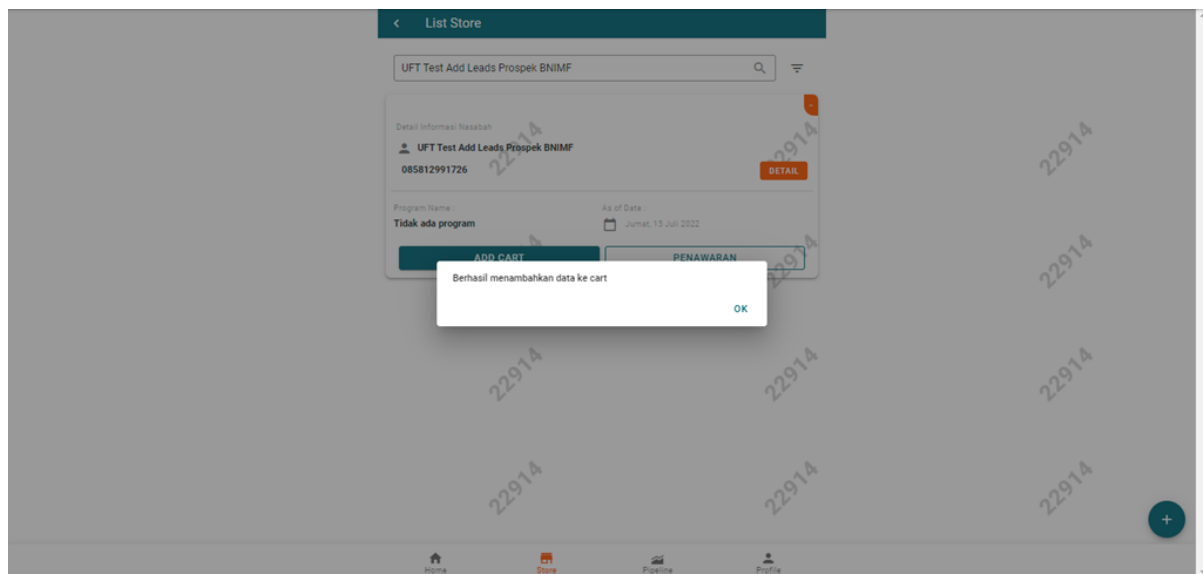 List Store
UFT Test Add Leads Prospek BNIMF
Detail Informasi Nasabah
22914
22914
22914
UFT Test Add Leads Prospek BNIMF
085812991726
DETAIL
Program Name :
As of Date :
Tidak ada program
Jumat, 15 Juli 2022
22914
22914
22914
ADD CART
PENAWARAN
Berhasil menambahkan data ke cart
OK
22914
22914
22914
22914
22914
22914
+
Home
Store
Pipeline
Profile